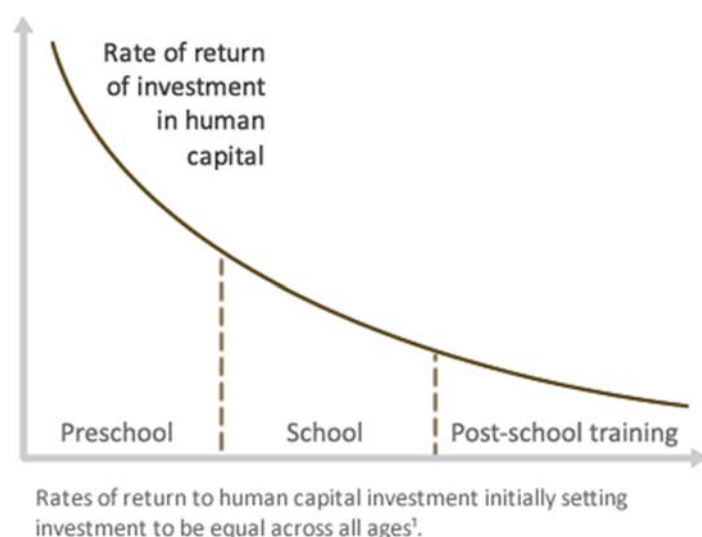 Rate of return
of investment
in human
capital
Preschool
School
Post-school training
Rates of return to human capital investment initially setting
investment to be equal across all ages¹.